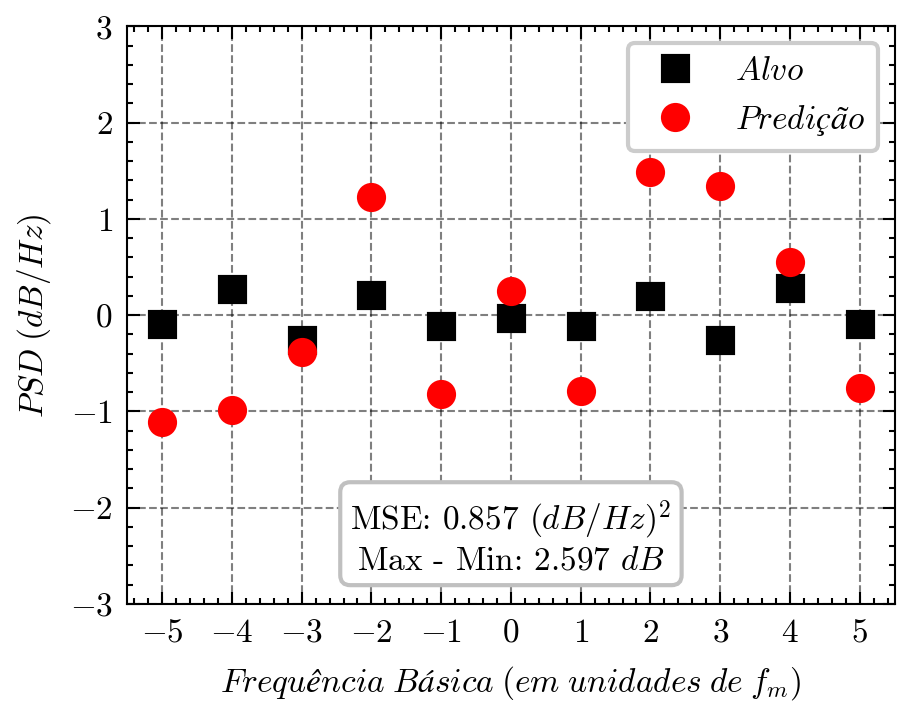 3
2
1
0
−1
−2
−3
PSD (dB/Hz)
Alvo
Predição
MSE: 0.857 (dB/Hz)²
Max - Min: 2.597 dB
−5 −4 −3 −2 −1 0 1 2 3 4 5
Frequência Básica (em unidades de fₘ)